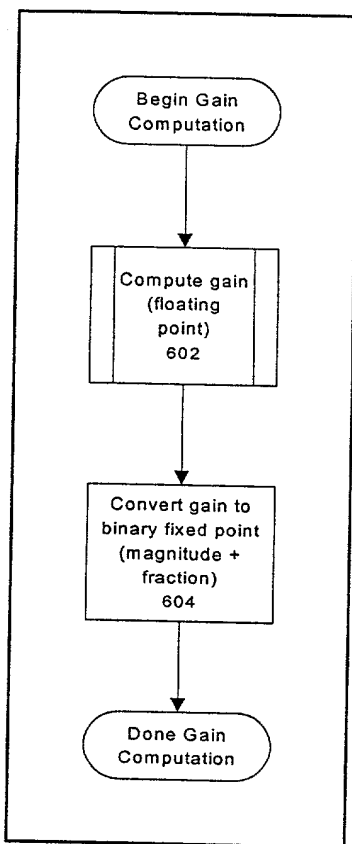 Begin Gain
Computation
Compute gain
(floating
point)
602
Convert gain to
binary fixed point
(magnitude +
fraction)
604
Done Gain
Computation